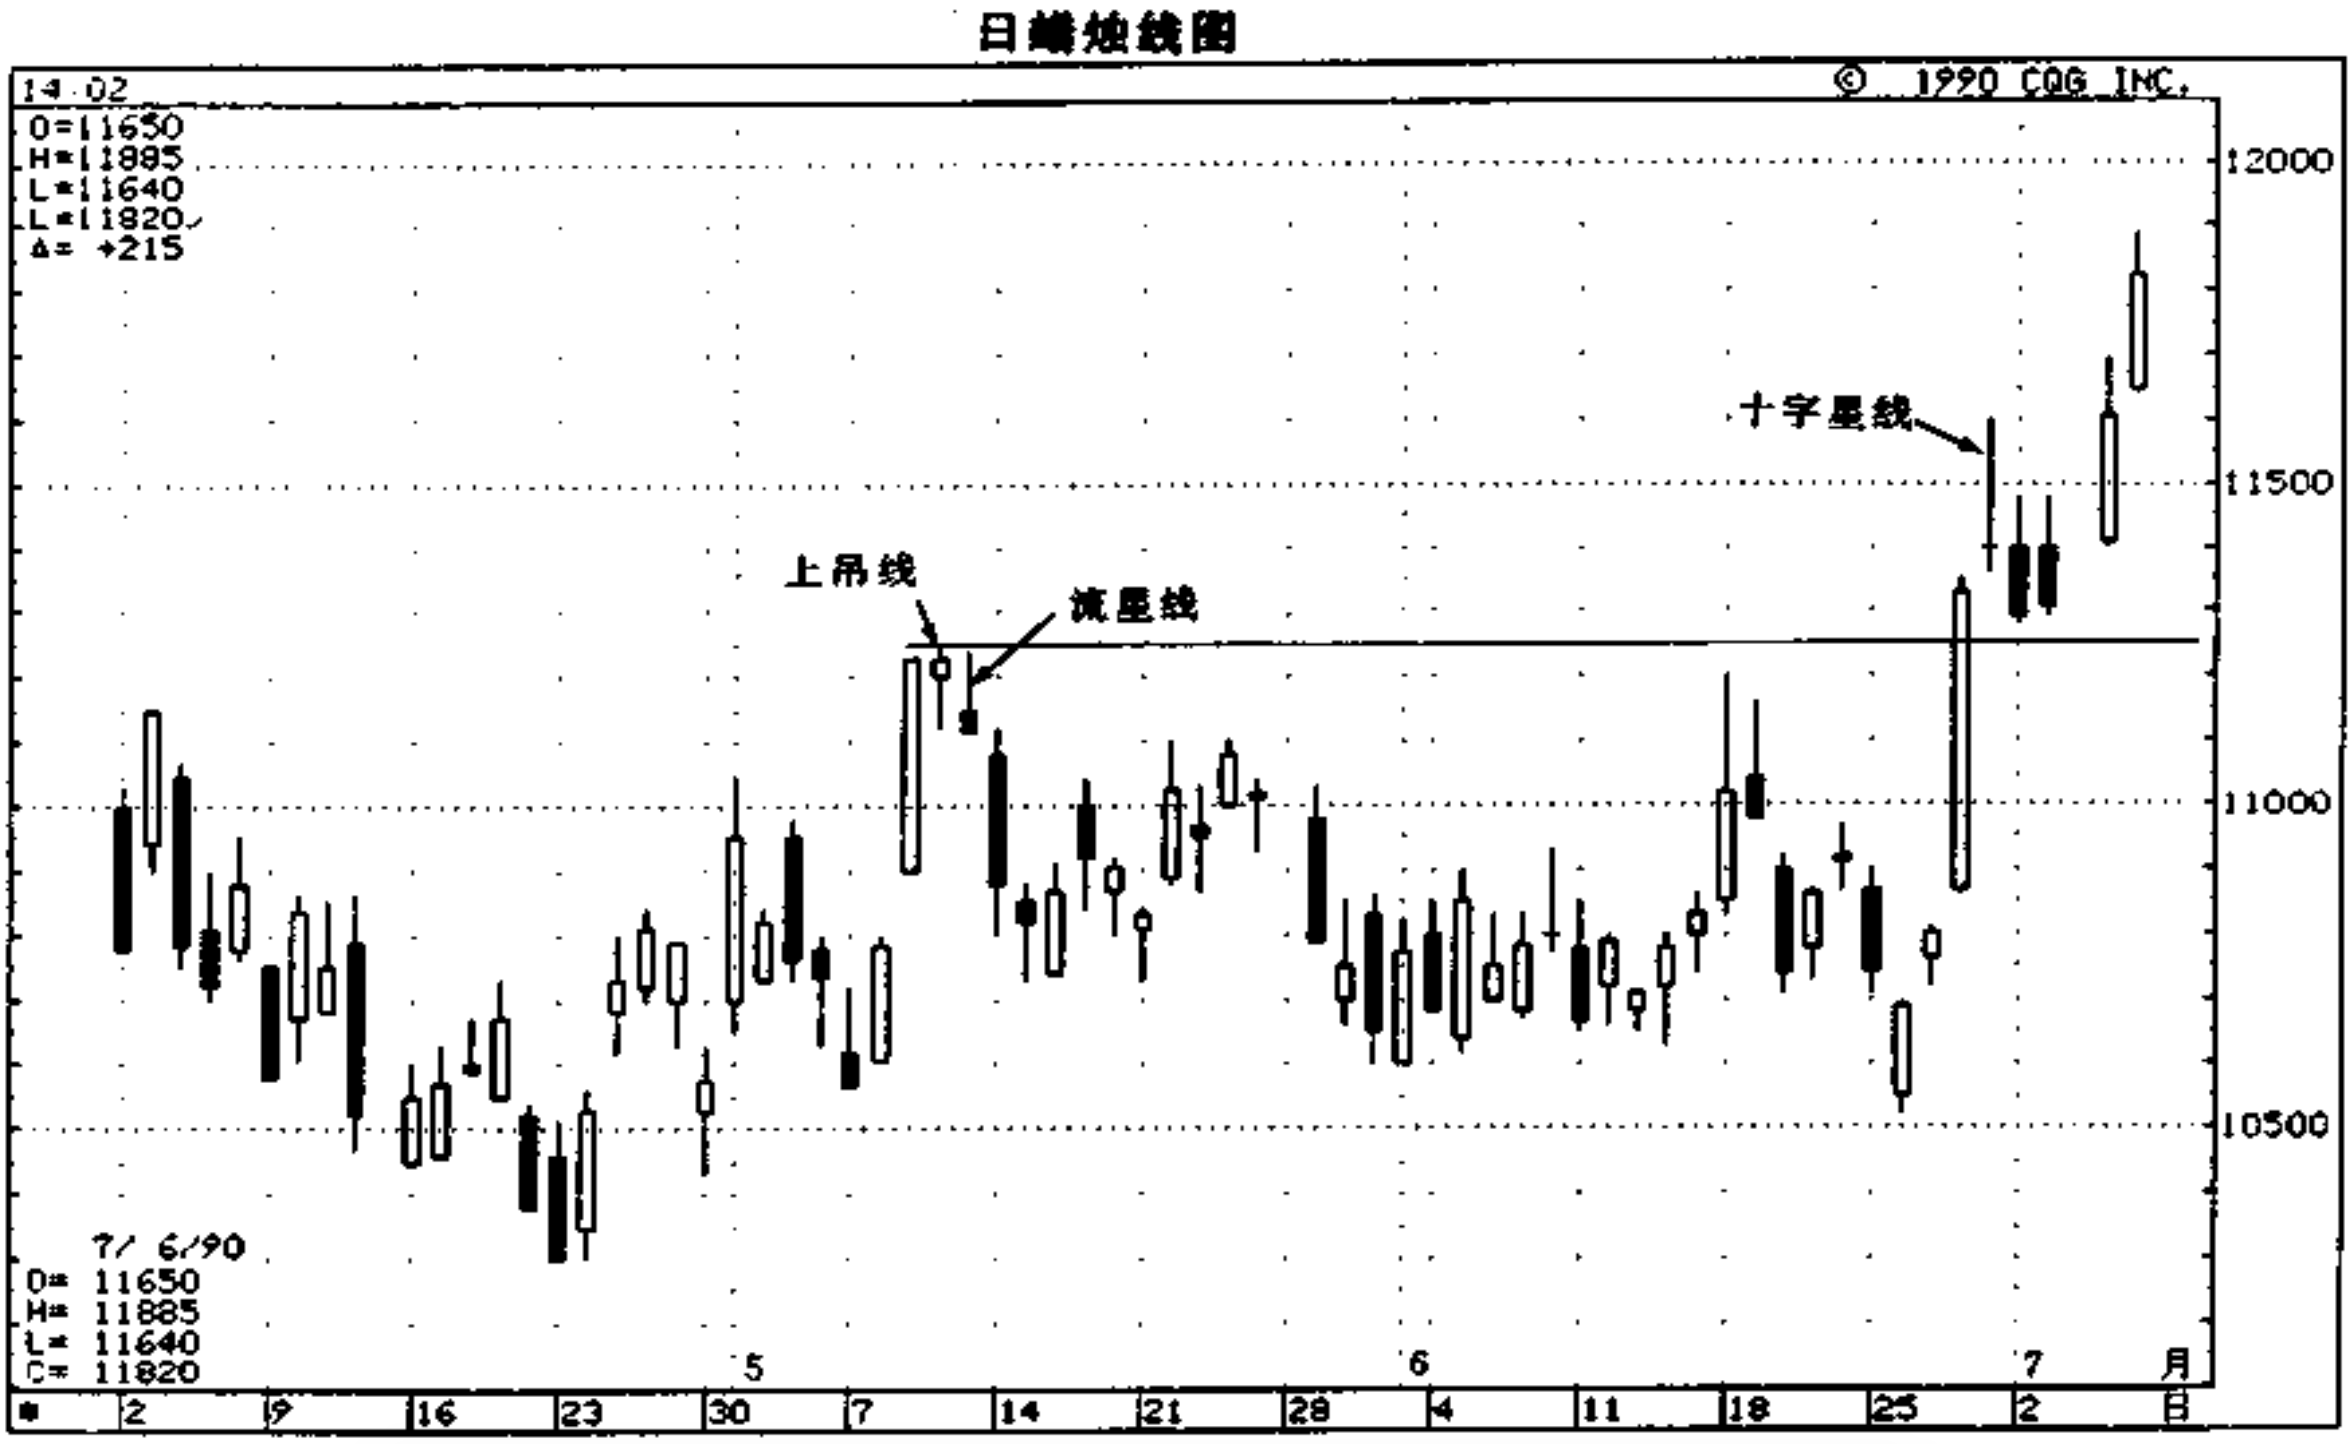 日蜡烛线图
14:02
© 1990 CQG INC.
O=11650
H=11885
L=11640
L=11820
Δ= +215
12000
11500
11000
10500
十字星线
上吊线
流星线
7/ 6/90
O= 11650
H= 11885
L= 11640
C= 11820
5 6 7 月
2 9 16 23 30 7 14 21 28 4 11 18 25 2 日